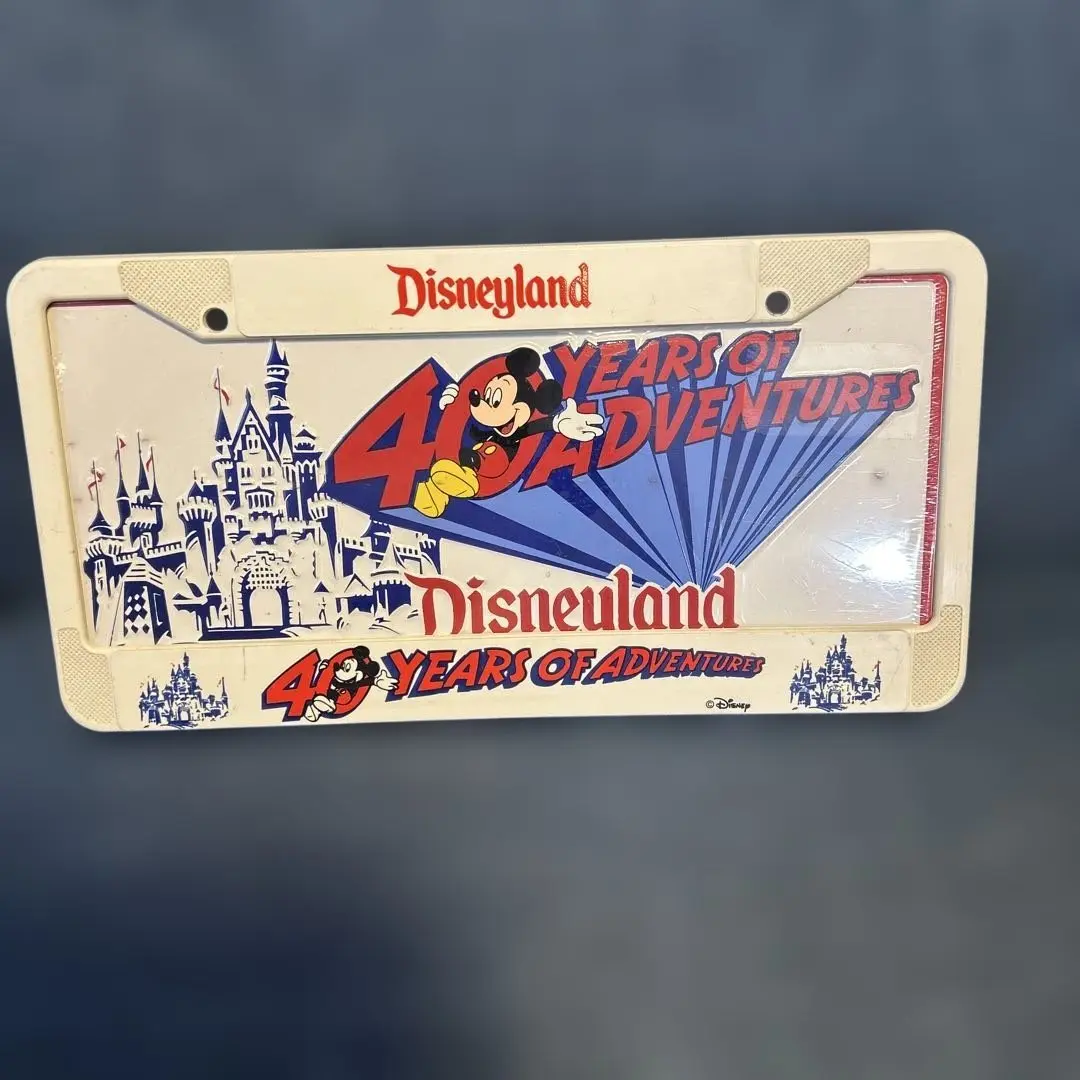 Disneyland
40 YEARS OF
ADVENTURES
Disneyland
40 YEARS OF ADVENTURES
© Disney